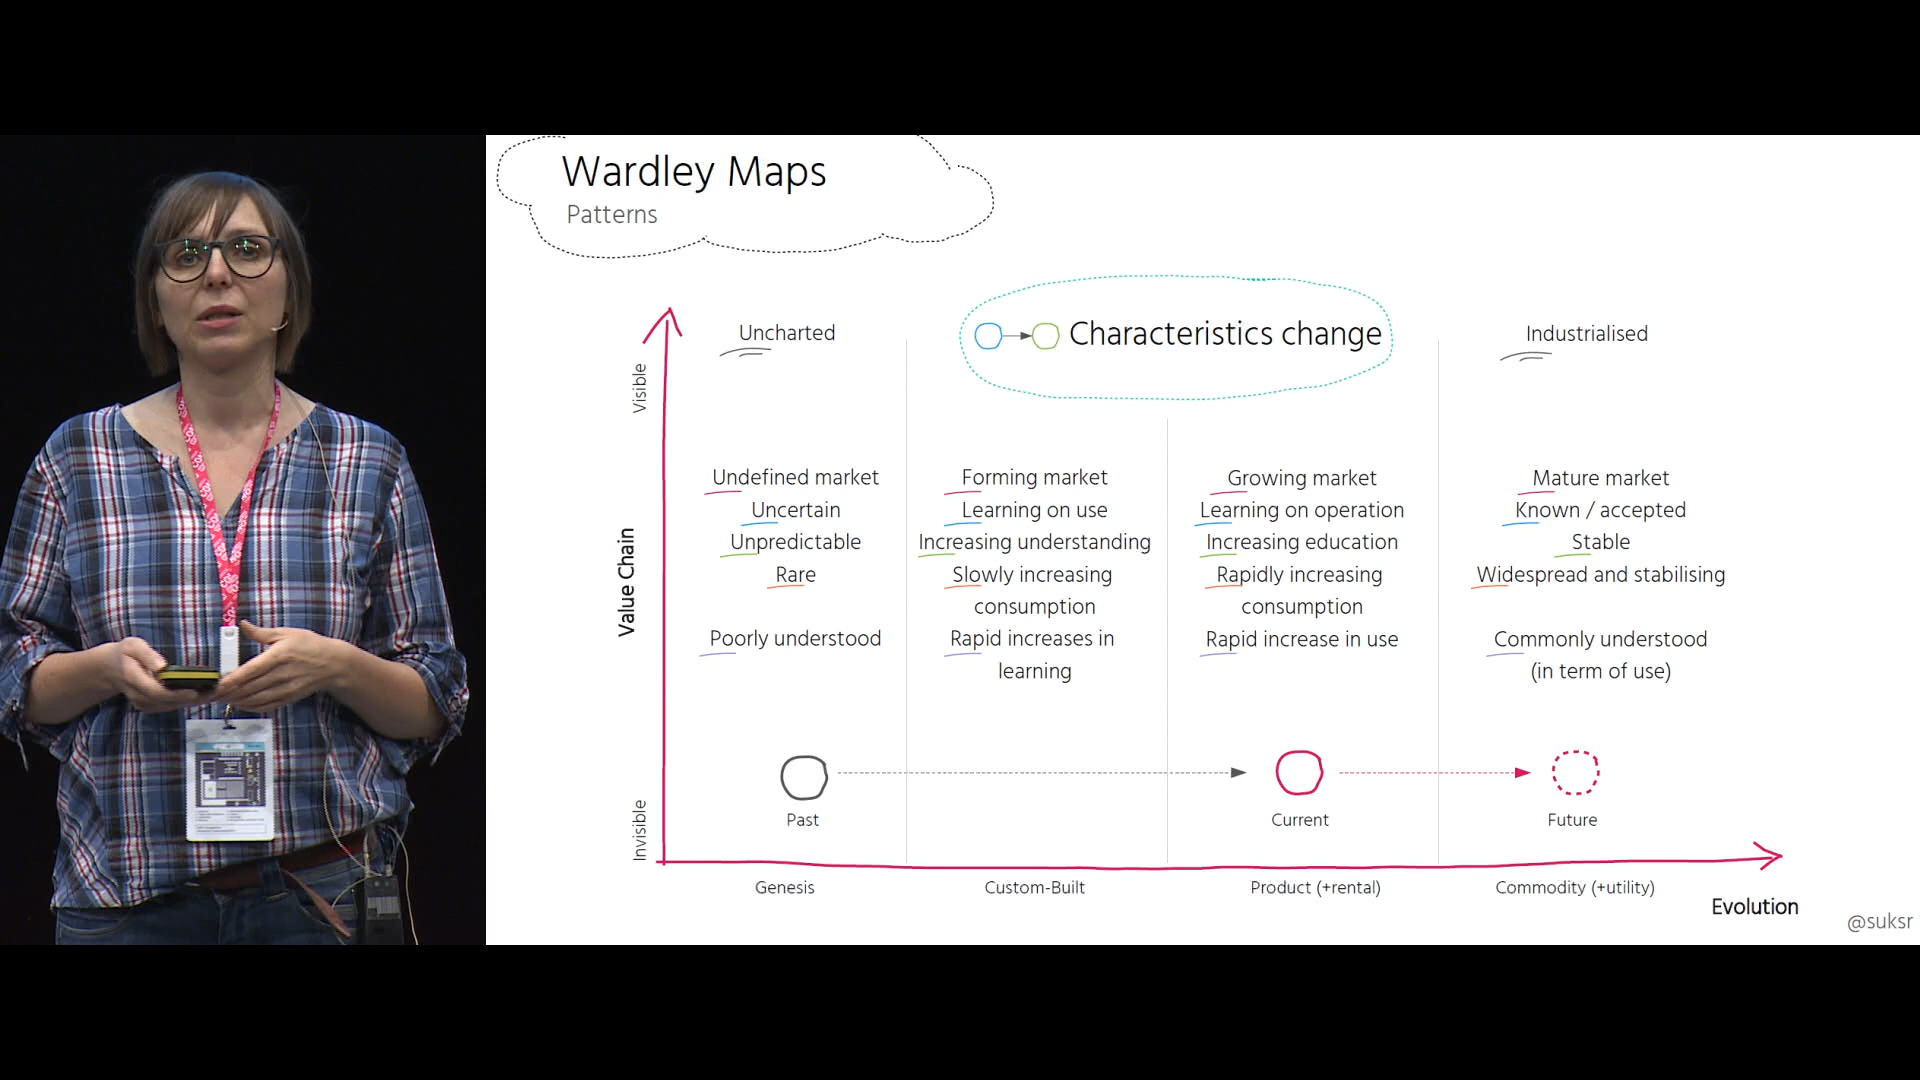 Wardley Maps
Patterns
Uncharted
Characteristics change
Industrialised
Visible
Value Chain
Invisible
Undefined market
Uncertain
Unpredictable
Rare
Poorly understood
Forming market
Learning on use
Increasing understanding
Slowly increasing
consumption
Rapid increases in
learning
Growing market
Learning on operation
Increasing education
Rapidly increasing
consumption
Rapid increase in use
Mature market
Known / accepted
Stable
Widespread and stabilising
Commonly understood
(in term of use)
Past
Current
Future
Genesis
Custom-Built
Product (+rental)
Commodity (+utility)
Evolution
@suksr